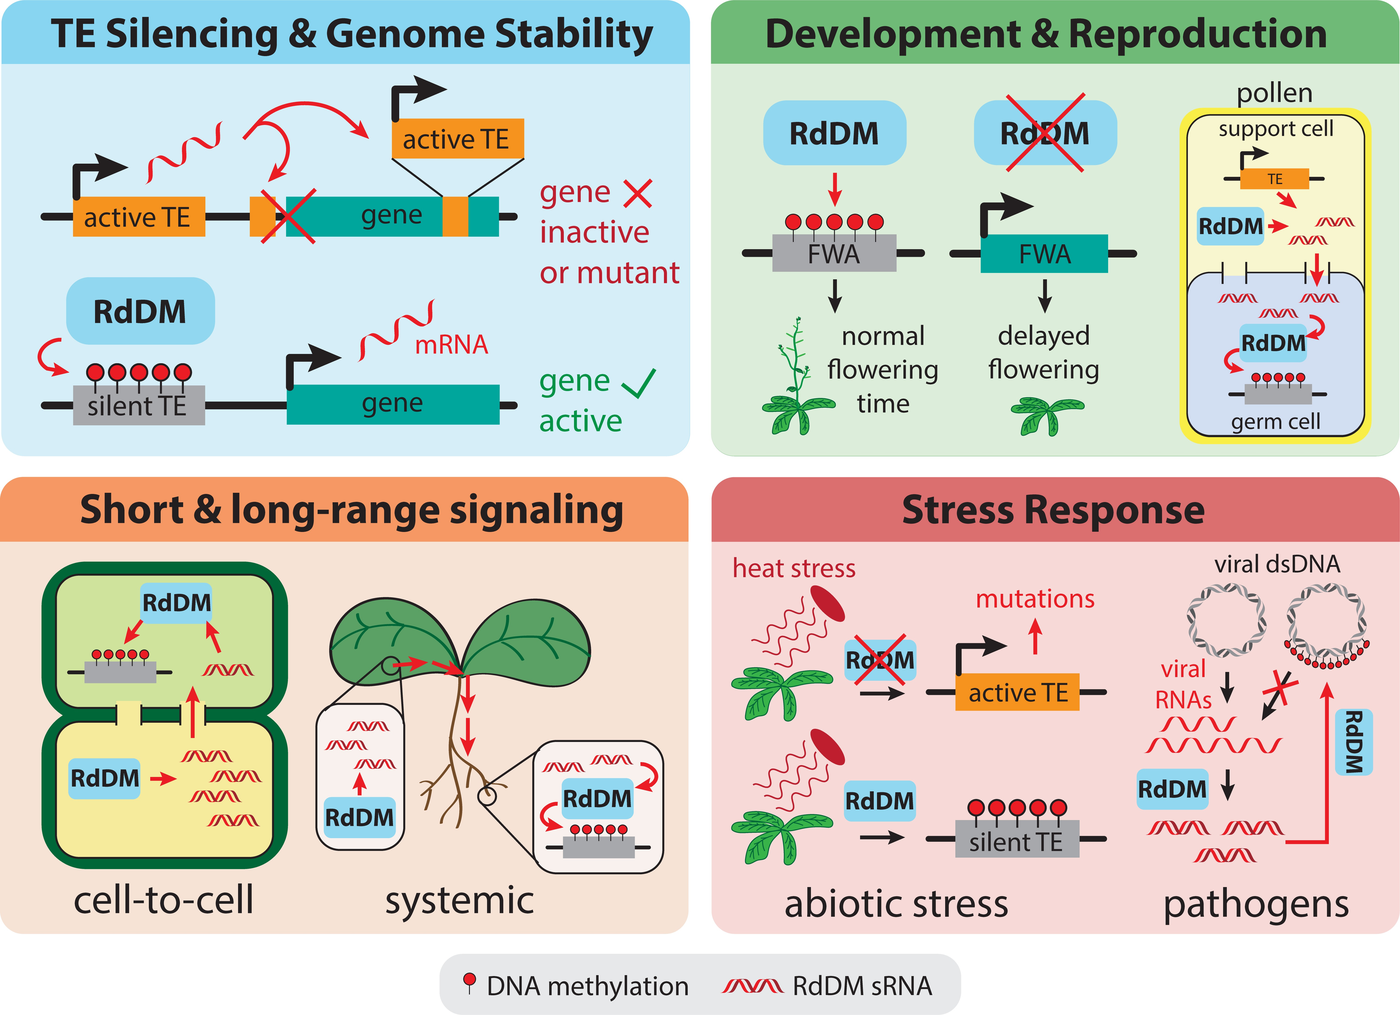 TE Silencing & Genome Stability
active TE
active TE
gene
gene
inactive
or mutant
RdDM
silent TE
mRNA
gene
gene
active
Development & Reproduction
RdDM
FWA
normal
flowering
time
RdDM
FWA
delayed
flowering
pollen
support cell
TE
RdDM
RdDM
germ cell
Short & long-range signaling
RdDM
RdDM
cell-to-cell
RdDM
RdDM
systemic
Stress Response
heat stress
RdDM
mutations
active TE
RdDM
silent TE
abiotic stress
viral dsDNA
viral
RNAs
RdDM
RdDM
pathogens
DNA methylation
RdDM sRNA